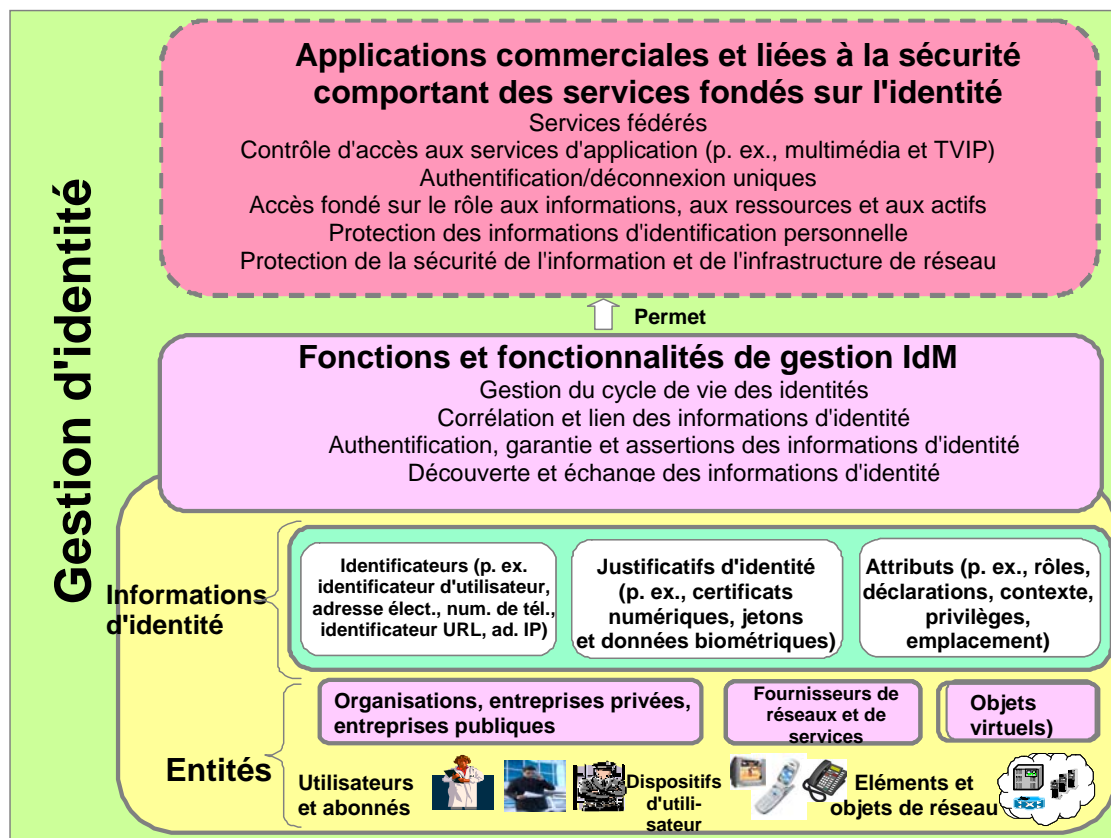 Gestion d'identité
Applications commerciales et liées à la sécurité
comportant des services fondés sur l'identité
Services fédérés
Contrôle d'accès aux services d'application (p. ex., multimédia et TVIP)
Authentification/déconnexion uniques
Accès fondé sur le rôle aux informations, aux ressources et aux actifs
Protection des informations d'identification personnelle
Protection de la sécurité de l'information et de l'infrastructure de réseau
Permet
Fonctions et fonctionnalités de gestion IdM
Gestion du cycle de vie des identités
Corrélation et lien des informations d'identité
Authentification, garantie et assertions des informations d'identité
Découverte et échange des informations d'identité
Informations
d'identité
Identificateurs (p. ex.
identificateur d'utilisateur,
adresse élect., num. de tél.,
identificateur URL, ad. IP)
Justificatifs d'identité
(p. ex., certificats
numériques, jetons
et données biométriques)
Attributs (p. ex., rôles,
déclarations, contexte,
privilèges,
emplacement)
Entités
Organisations, entreprises privées,
entreprises publiques
Fournisseurs de
réseaux et de
services
Objets
virtuels)
Utilisateurs
et abonnés
Dispositifs
d'utili-
sateur
Eléments et
objets de réseau